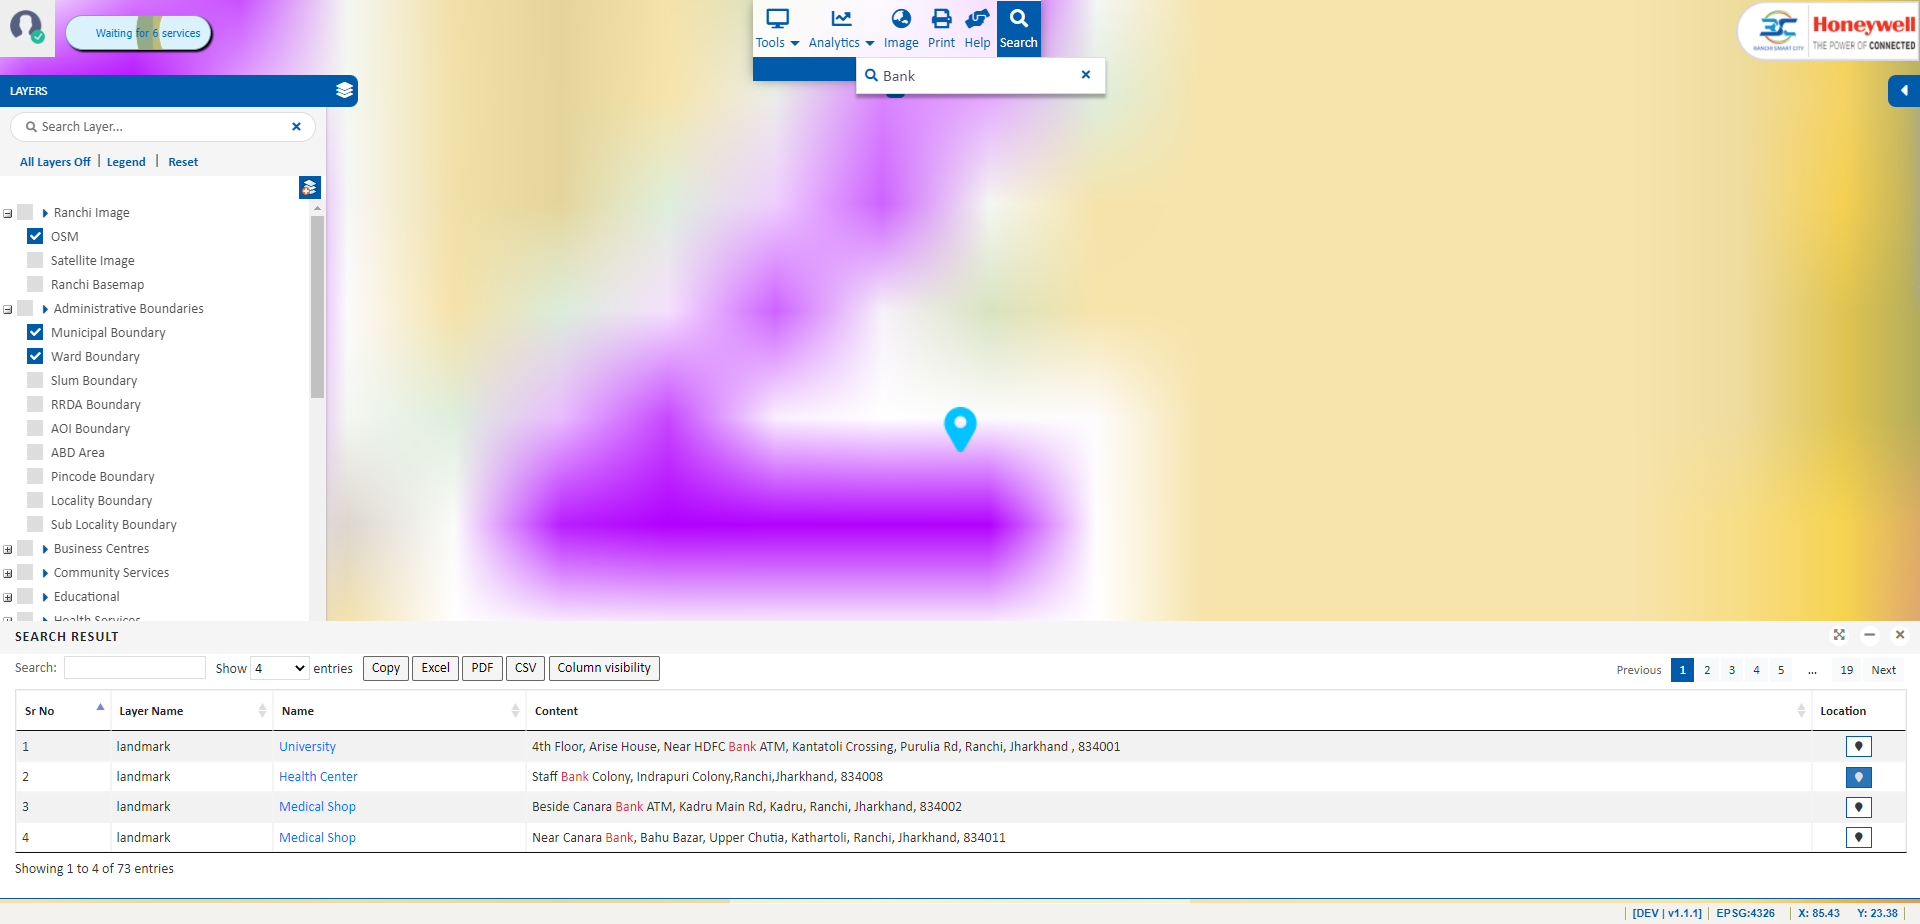 Waiting for 6 services
Tools
Analytics
Image
Print
Help
Search
Bank
RANCHI SMART CITY
Honeywell
THE POWER OF CONNECTED
LAYERS
Search Layer...
All Layers Off | Legend | Reset
Ranchi Image
OSM
Satellite Image
Ranchi Basemap
Administrative Boundaries
Municipal Boundary
Ward Boundary
Slum Boundary
RRDA Boundary
AOI Boundary
ABD Area
Pincode Boundary
Locality Boundary
Sub Locality Boundary
Business Centres
Community Services
Educational
Health Services
SEARCH RESULT
Search: Show 4 entries Copy Excel PDF CSV Column visibility
Previous 1 2 3 4 5 ... 19 Next
Sr No Layer Name Name Content Location
1 landmark University 4th Floor, Arise House, Near HDFC Bank ATM, Kantatoli Crossing, Purulia Rd, Ranchi, Jharkhand , 834001
2 landmark Health Center Staff Bank Colony, Indrapuri Colony,Ranchi,Jharkhand, 834008
3 landmark Medical Shop Beside Canara Bank ATM, Kadru Main Rd, Kadru, Ranchi, Jharkhand, 834002
4 landmark Medical Shop Near Canara Bank, Bahu Bazar, Upper Chutia, Kathartoli, Ranchi, Jharkhand, 834011
Showing 1 to 4 of 73 entries
[DEV | v1.1.1] EPSG:4326 X: 85.43 Y: 23.38